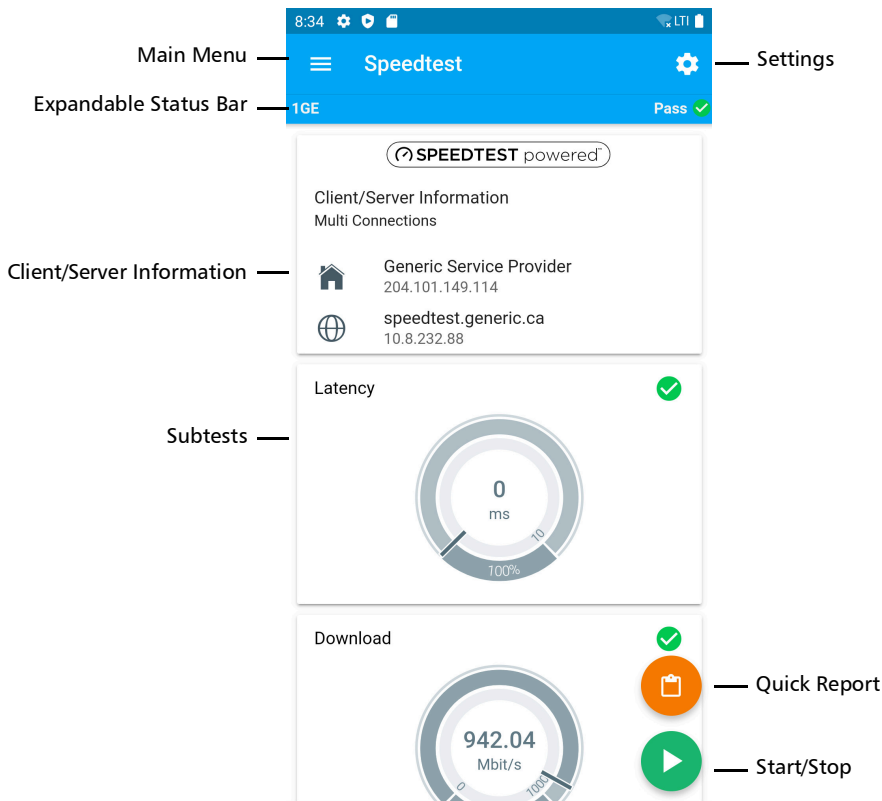 8:34 LTI
Main Menu Speedtest Settings
Expandable Status Bar 1GE Pass
SPEEDTEST powered™
Client/Server Information
Multi Connections
Client/Server Information
Generic Service Provider
204.101.149.114
speedtest.generic.ca
10.8.232.88
Latency
Subtests
0
ms
10
100%
Download
Quick Report
942.04
Mbit/s
0 1000
Start/Stop